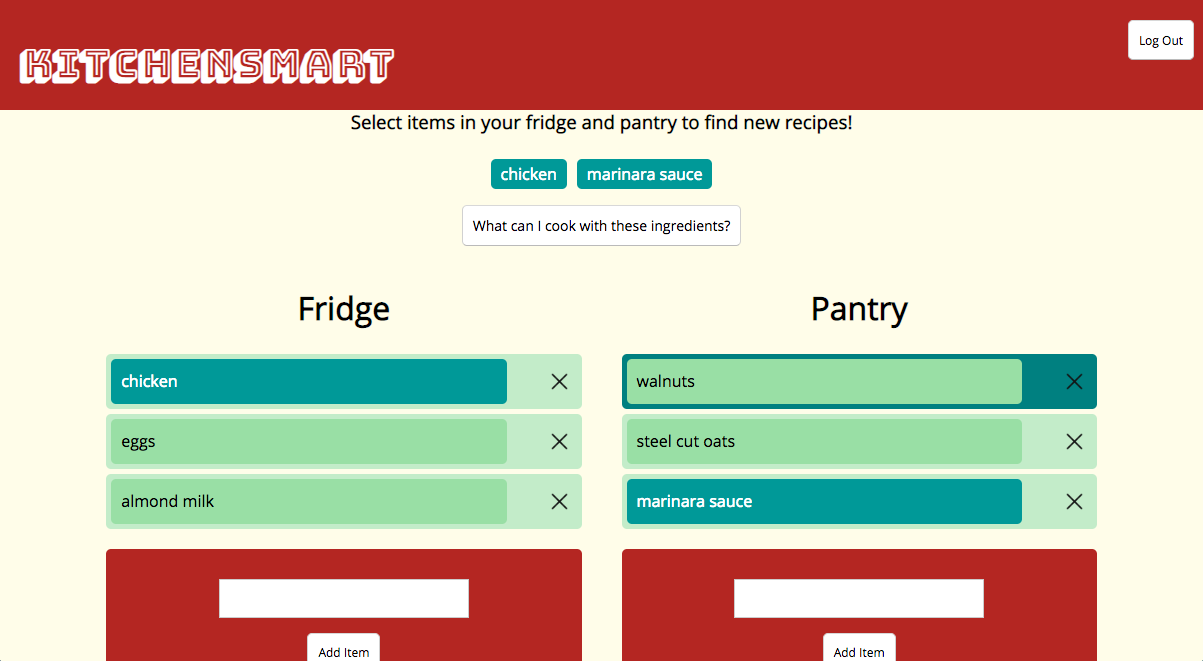 KITCHENSMART
Log Out
Select items in your fridge and pantry to find new recipes!
chicken marinara sauce
What can I cook with these ingredients?
Fridge
chicken
eggs
almond milk
Add Item
Pantry
walnuts
steel cut oats
marinara sauce
Add Item